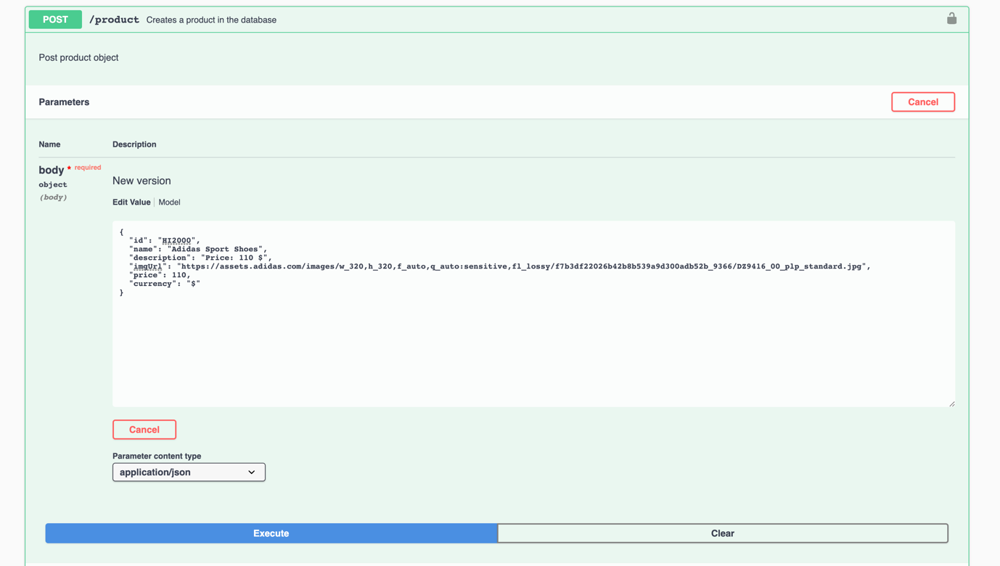 POST /product Creates a product in the database
Post product object
Parameters
Cancel
Name Description
body * required
object
(body)
New version
Edit Value | Model
{
"id": "HI2000",
"name": "Adidas Sport Shoes",
"description": "Price: 110 $",
"imgUrl": "https://assets.adidas.com/images/w_320,h_320,f_auto,q_auto:sensitive,fl_lossy/f7b3df22026b42b8b539a9d300adb52b_9366/DZ9416_00_plp_standard.jpg",
"price": 110,
"currency": "$"
}
Cancel
Parameter content type
application/json
Execute Clear